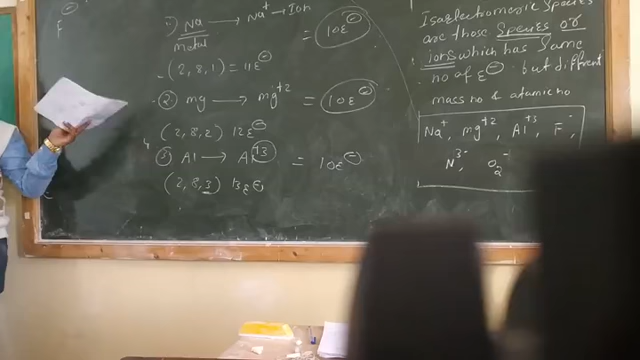 F⊖
i) Na → Na⁺ → Ion
metal
= 10e⊖
- (2, 8, 1) = 11e⊖
② mg → mg⁺² = 10e⊖
(2, 8, 2) 12e⊖
③ Al → Al⁺³ = 10e⊖
(2, 8, 3) 13e⊖
Isoelectomonic Species
are those Species or
ions which has same
no of e⊖ but different
mass no & atomic no
Na⁺, mg⁺², Al⁺³, F⁻,
N³⁻, O₂⁻